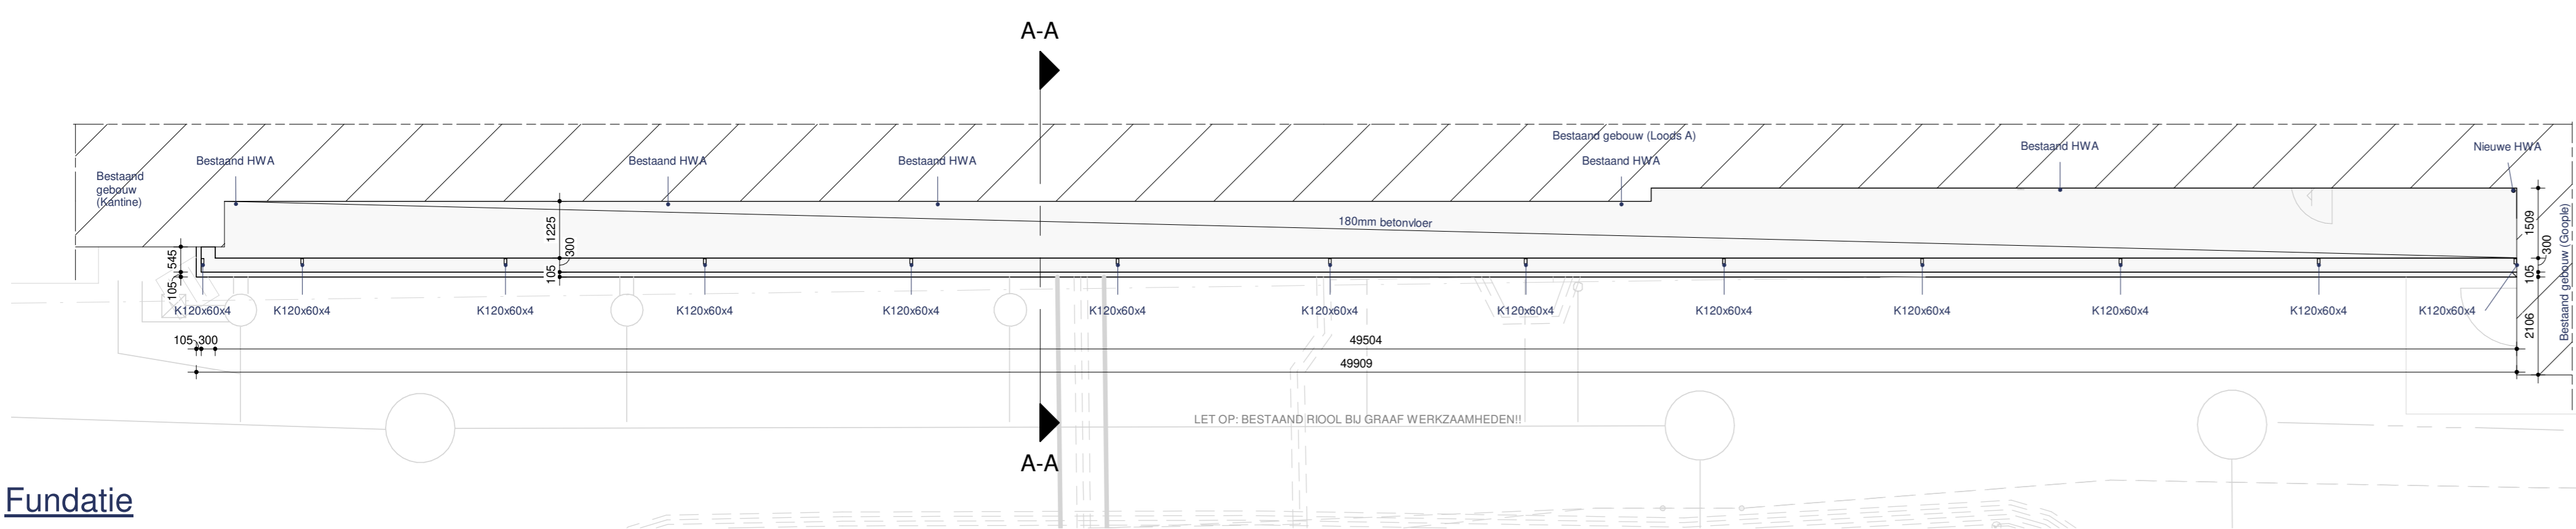 A-A
Bestaand gebouw (Loods A)
Bestaand HWA
Bestaand HWA
Bestaand HWA
Bestaand HWA
Bestaand HWA
Nieuwe HWA
Bestaand
gebouw
(Kantine)
180mm betonvloer
1225
300
105
545
105
1509
300
105
2106
Bestaand gebouw (Goople)
K120x60x4
K120x60x4
K120x60x4
K120x60x4
K120x60x4
K120x60x4
K120x60x4
K120x60x4
K120x60x4
K120x60x4
K120x60x4
K120x60x4
K120x60x4
105 300
49504
49909
LET OP: BESTAAND RIOOL BIJ GRAAF WERKZAAMHEDEN!!
A-A
Fundatie